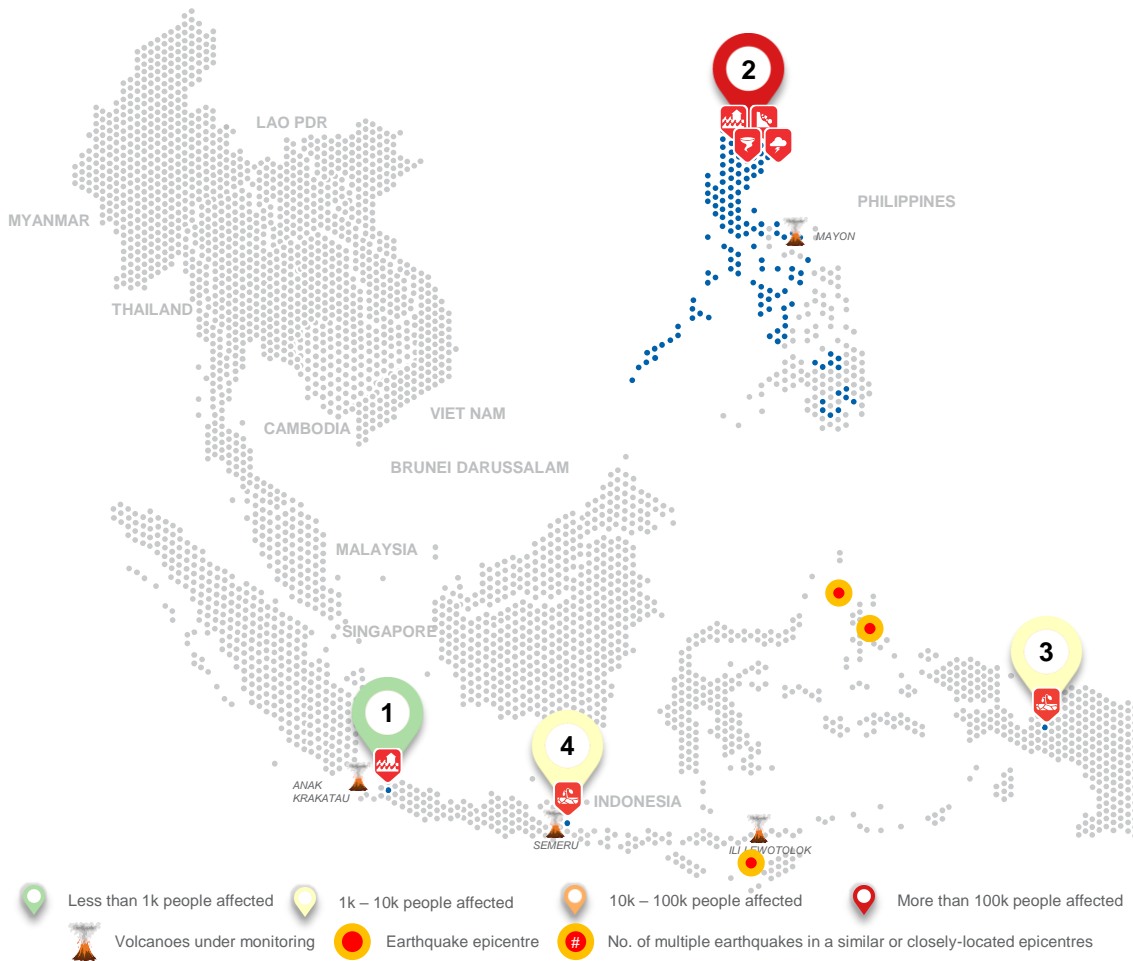 2
LAO PDR
MYANMAR
PHILIPPINES
MAYON
THAILAND
VIET NAM
CAMBODIA
BRUNEI DARUSSALAM
MALAYSIA
SINGAPORE
3
1
4
ANAK
KRAKATAU
INDONESIA
SEMERU
ILI LEWOTOLOK
Less than 1k people affected
1k – 10k people affected
10k – 100k people affected
More than 100k people affected
Volcanoes under monitoring
Earthquake epicentre
# No. of multiple earthquakes in a similar or closely-located epicentres